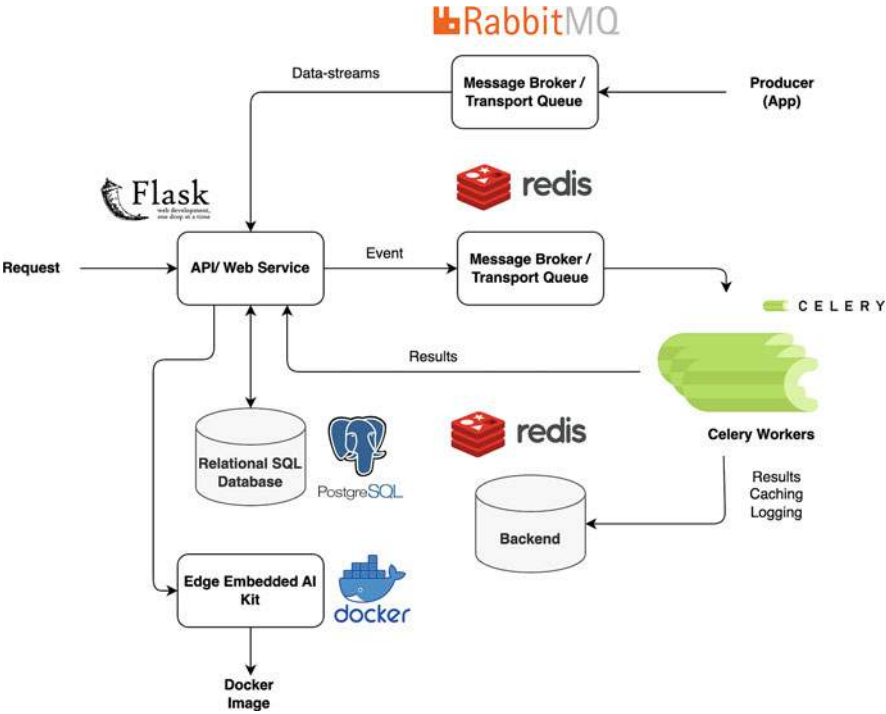 RabbitMQ
Data-streams
Message Broker /
Transport Queue
Producer
(App)
Flask
web development,
one drop at a time
redis
Request
API/ Web Service
Event
Message Broker /
Transport Queue
CELERY
Results
redis
Celery Workers
Relational SQL
Database
PostgreSQL
Results
Caching
Logging
Backend
Edge Embedded AI
Kit
docker
Docker
Image